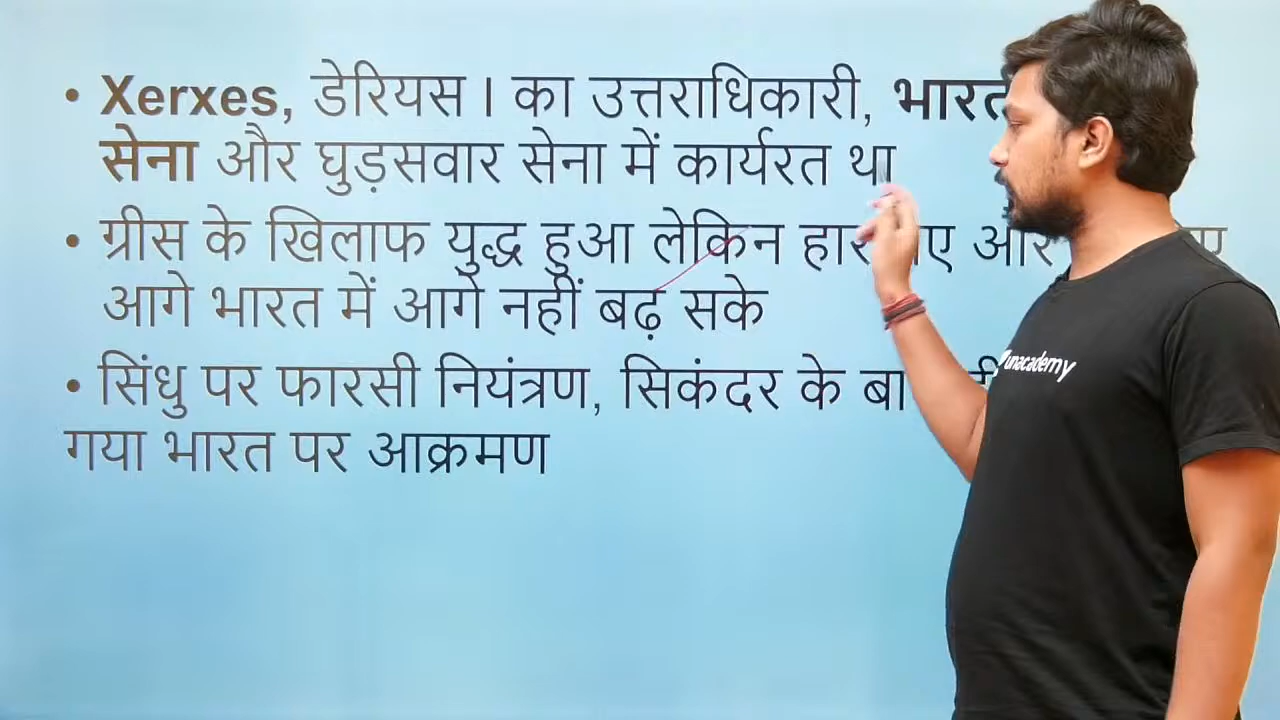 • Xerxes, डेरियस I का उत्तराधिकारी, भारत
सेना और घुड़सवार सेना में कार्यरत था
• ग्रीस के खिलाफ युद्ध हुआ लेकिन
आगे भारत में आगे नहीं बढ़ सके
• सिंधु पर फारसी नियंत्रण, सिकंदर के
गया भारत पर आक्रमण
unacademy